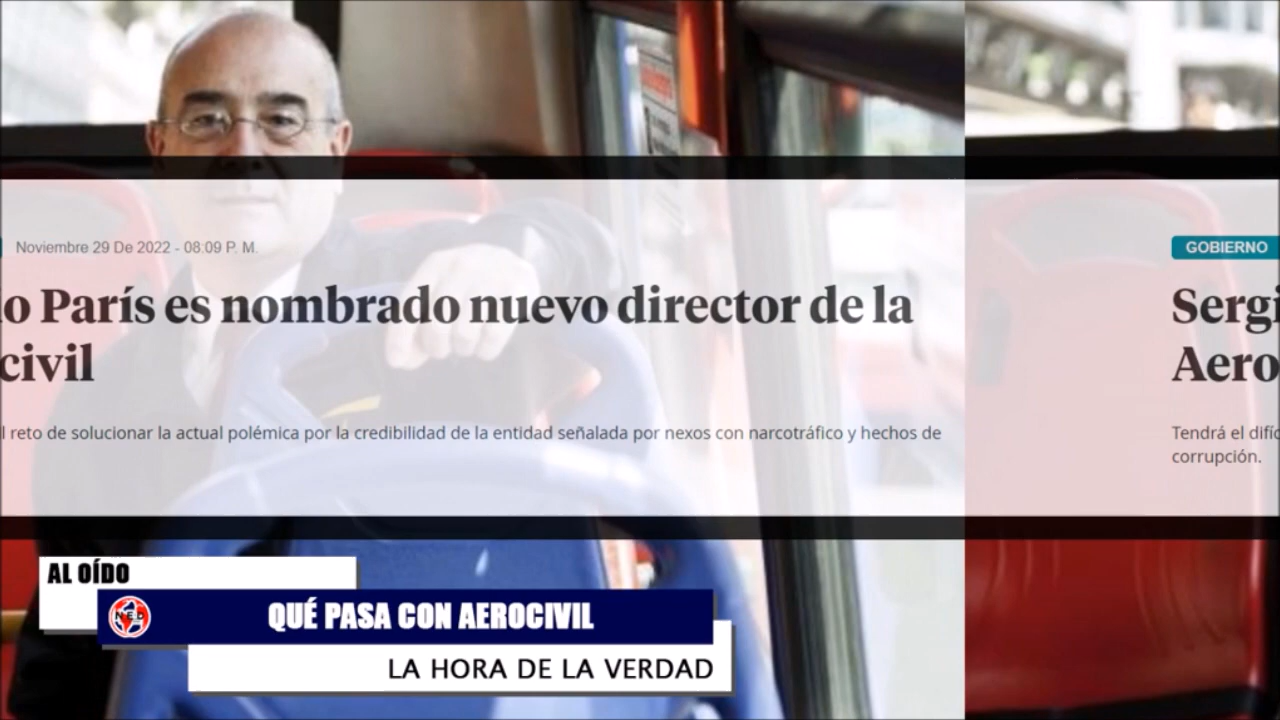 Noviembre 29 De 2022 - 08:09 P. M.
GOBIERNO
o París es nombrado nuevo director de la
civil
Sergi
Aero
l reto de solucionar la actual polémica por la credibilidad de la entidad señalada por nexos con narcotráfico y hechos de
Tendrá el difíc
corrupción.
AL OÍDO
QUÉ PASA CON AEROCIVIL
LA HORA DE LA VERDAD